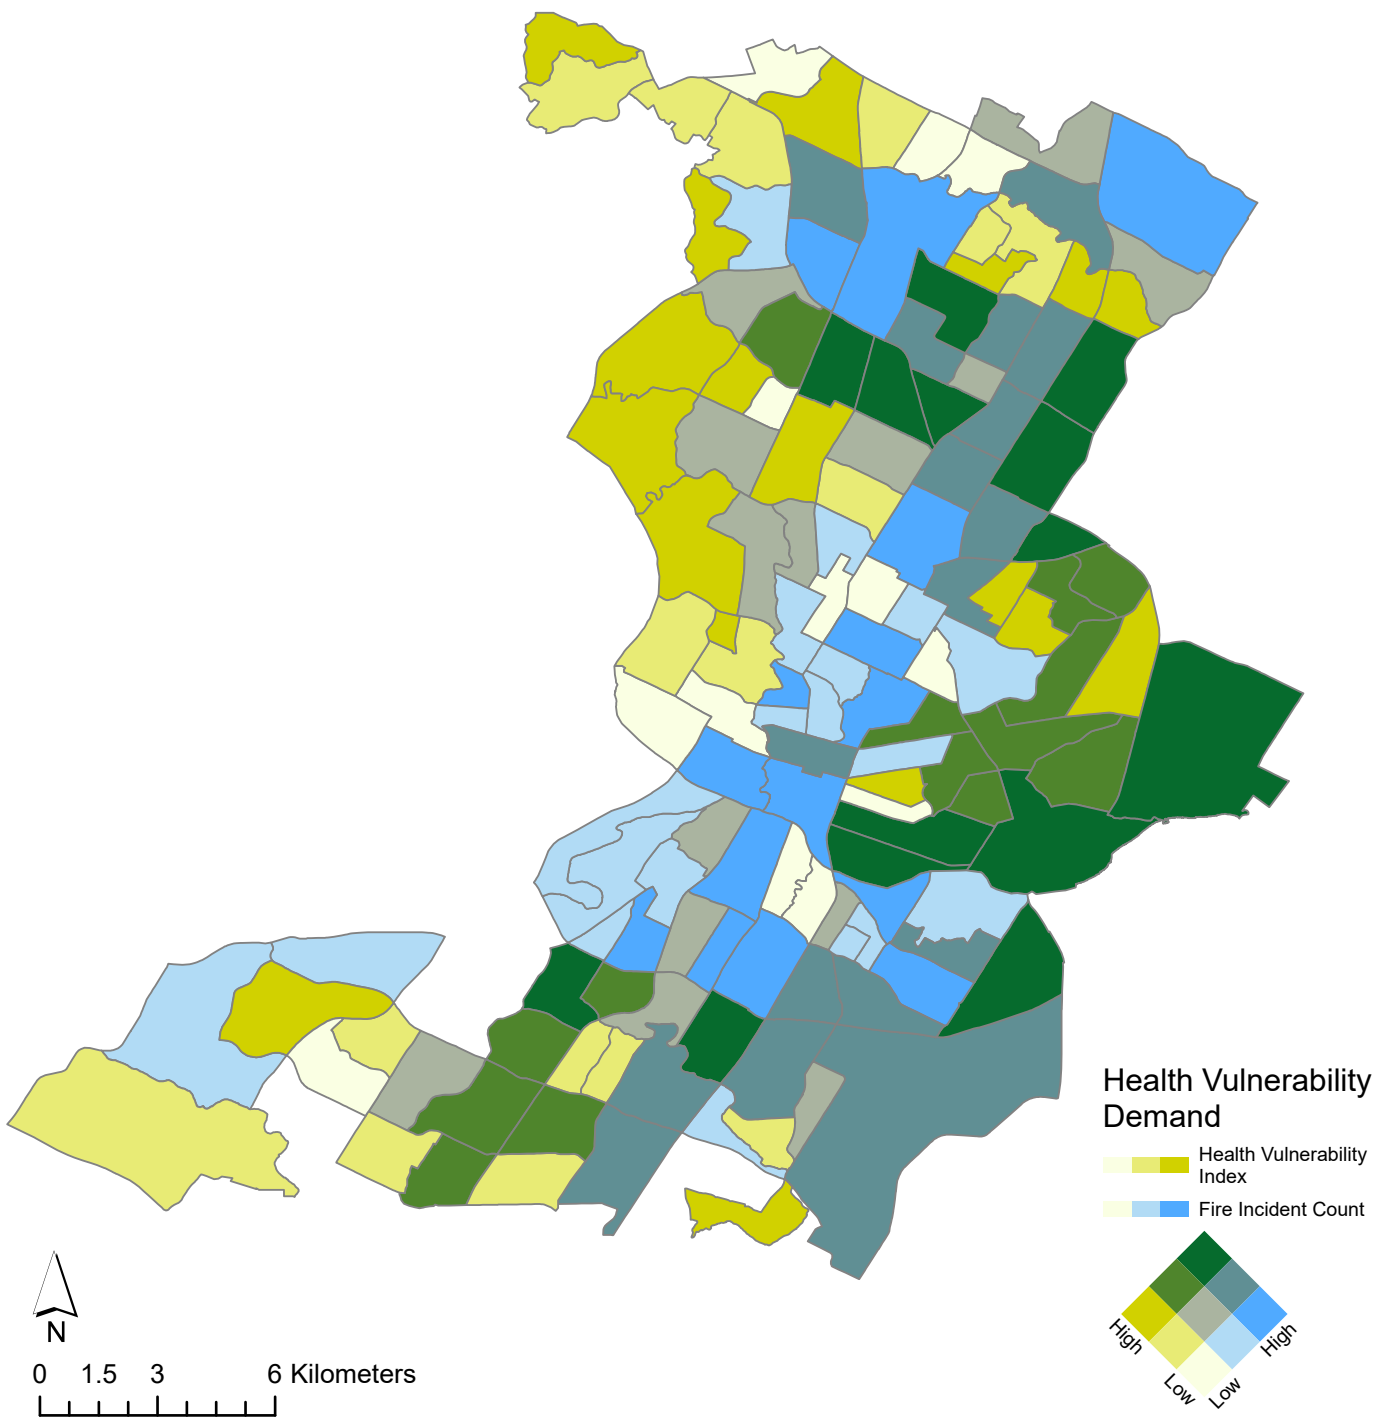 Health Vulnerability
Demand
Health Vulnerability
Index
Fire Incident Count
High
High
Low
Low
N
0 1.5 3 6 Kilometers